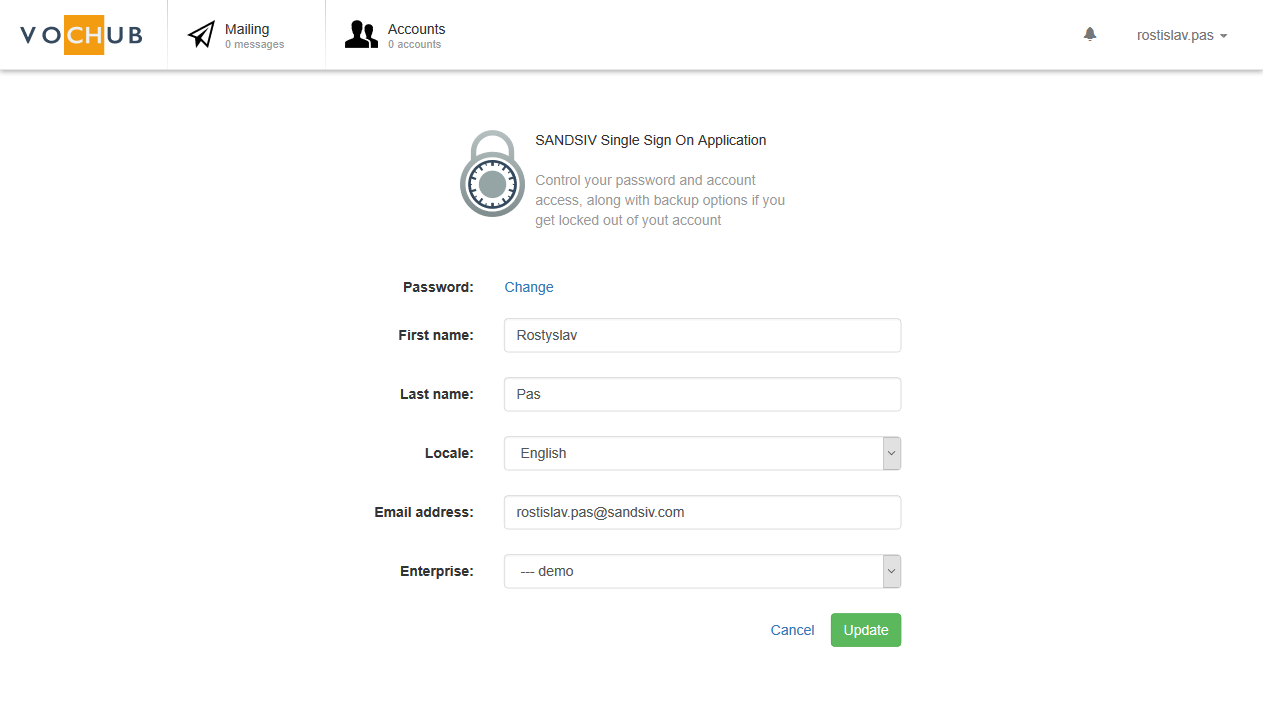 VOCHUB
Mailing
0 messages
Accounts
0 accounts
rostislav.pas
SANDSIV Single Sign On Application
Control your password and account
access, along with backup options if you
get locked out of yout account
Password: Change
First name: Rostyslav
Last name: Pas
Locale: English
Email address: rostislav.pas@sandsiv.com
Enterprise: --- demo
Cancel Update